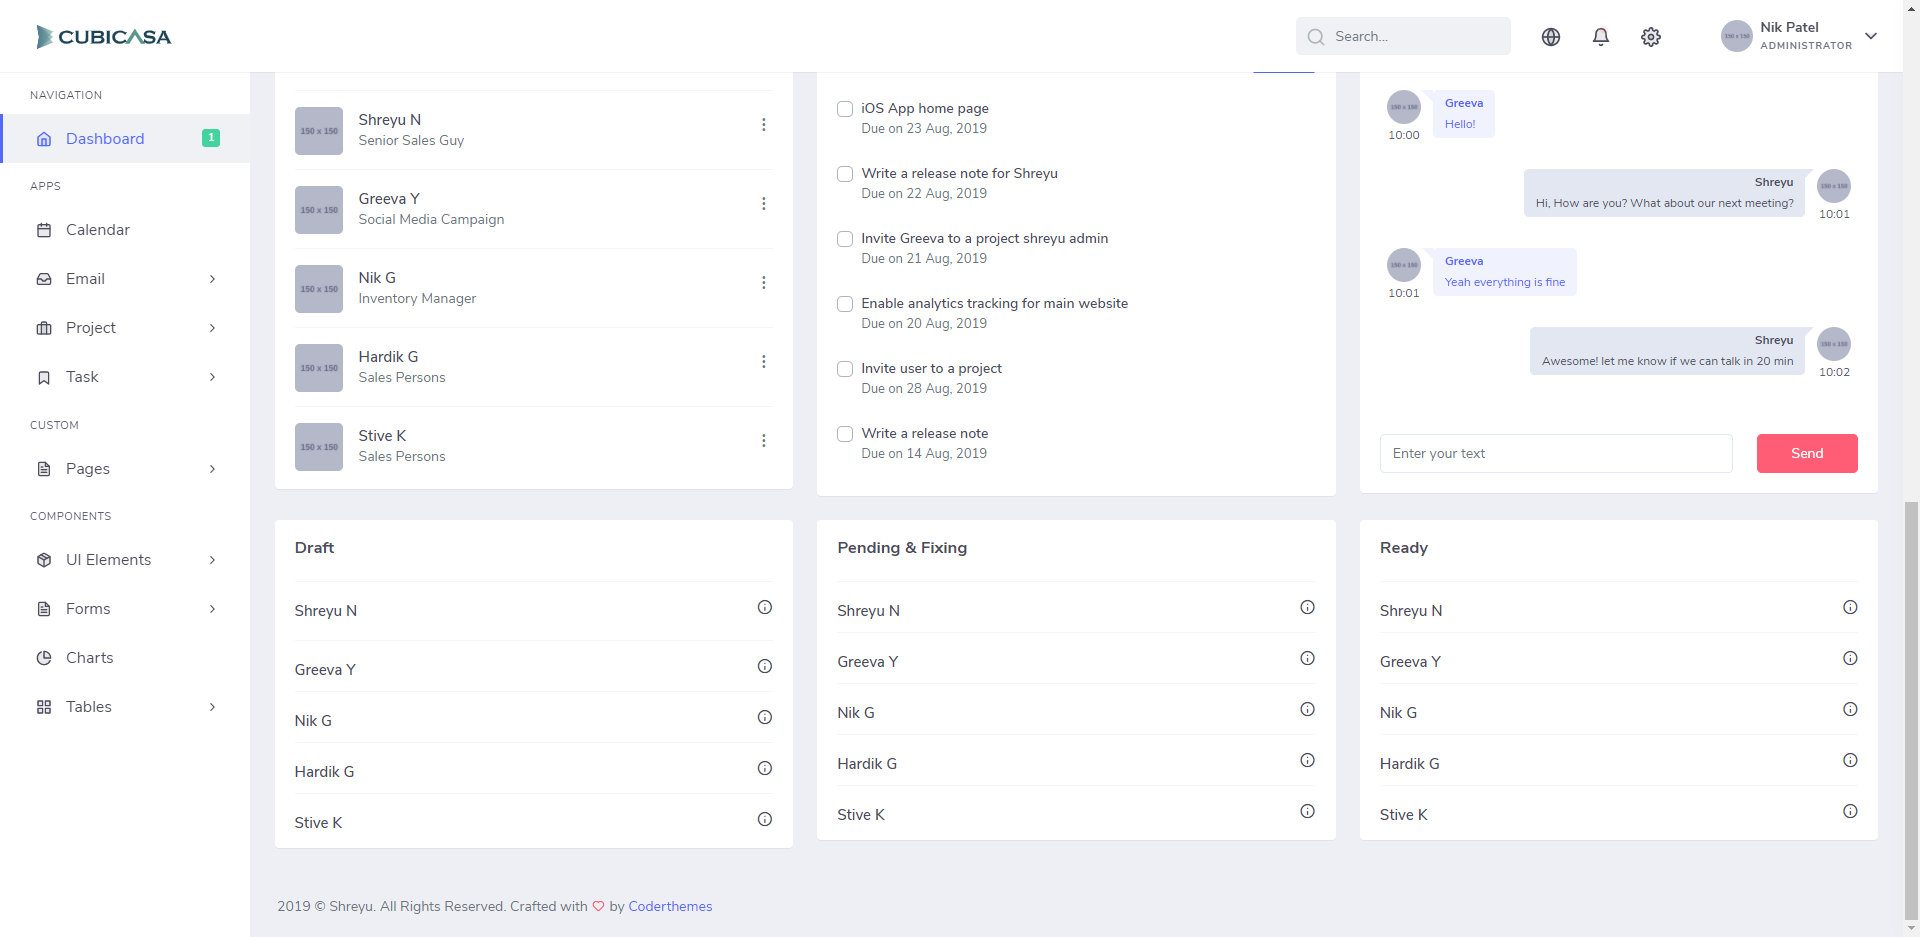 CUBICASA
Search...
Nik Patel
ADMINISTRATOR
NAVIGATION
Dashboard
1
APPS
Calendar
Email
Project
Task
CUSTOM
Pages
COMPONENTS
UI Elements
Forms
Charts
Tables
150 x 150
Shreyu N
Senior Sales Guy
150 x 150
Greeva Y
Social Media Campaign
150 x 150
Nik G
Inventory Manager
150 x 150
Hardik G
Sales Persons
150 x 150
Stive K
Sales Persons
iOS App home page
Due on 23 Aug, 2019
Write a release note for Shreyu
Due on 22 Aug, 2019
Invite Greeva to a project shreyu admin
Due on 21 Aug, 2019
Enable analytics tracking for main website
Due on 20 Aug, 2019
Invite user to a project
Due on 28 Aug, 2019
Write a release note
Due on 14 Aug, 2019
150 x 150
10:00
Greeva
Hello!
Shreyu
Hi, How are you? What about our next meeting?
150 x 150
10:01
150 x 150
10:01
Greeva
Yeah everything is fine
Shreyu
Awesome! let me know if we can talk in 20 min
150 x 150
10:02
Enter your text
Send
Draft
Shreyu N
Greeva Y
Nik G
Hardik G
Stive K
Pending & Fixing
Shreyu N
Greeva Y
Nik G
Hardik G
Stive K
Ready
Shreyu N
Greeva Y
Nik G
Hardik G
Stive K
2019 © Shreyu. All Rights Reserved. Crafted with by Coderthemes